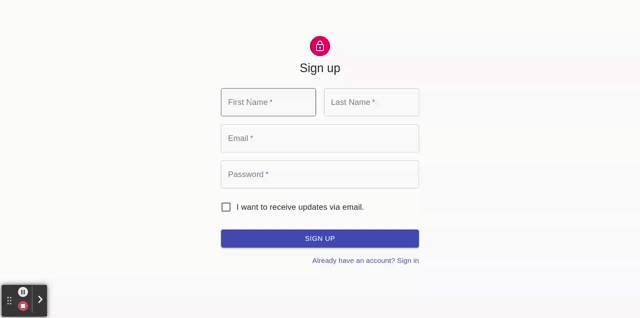 Sign up
First Name *
Last Name *
Email *
Password *
I want to receive updates via email.
SIGN UP
Already have an account? Sign in